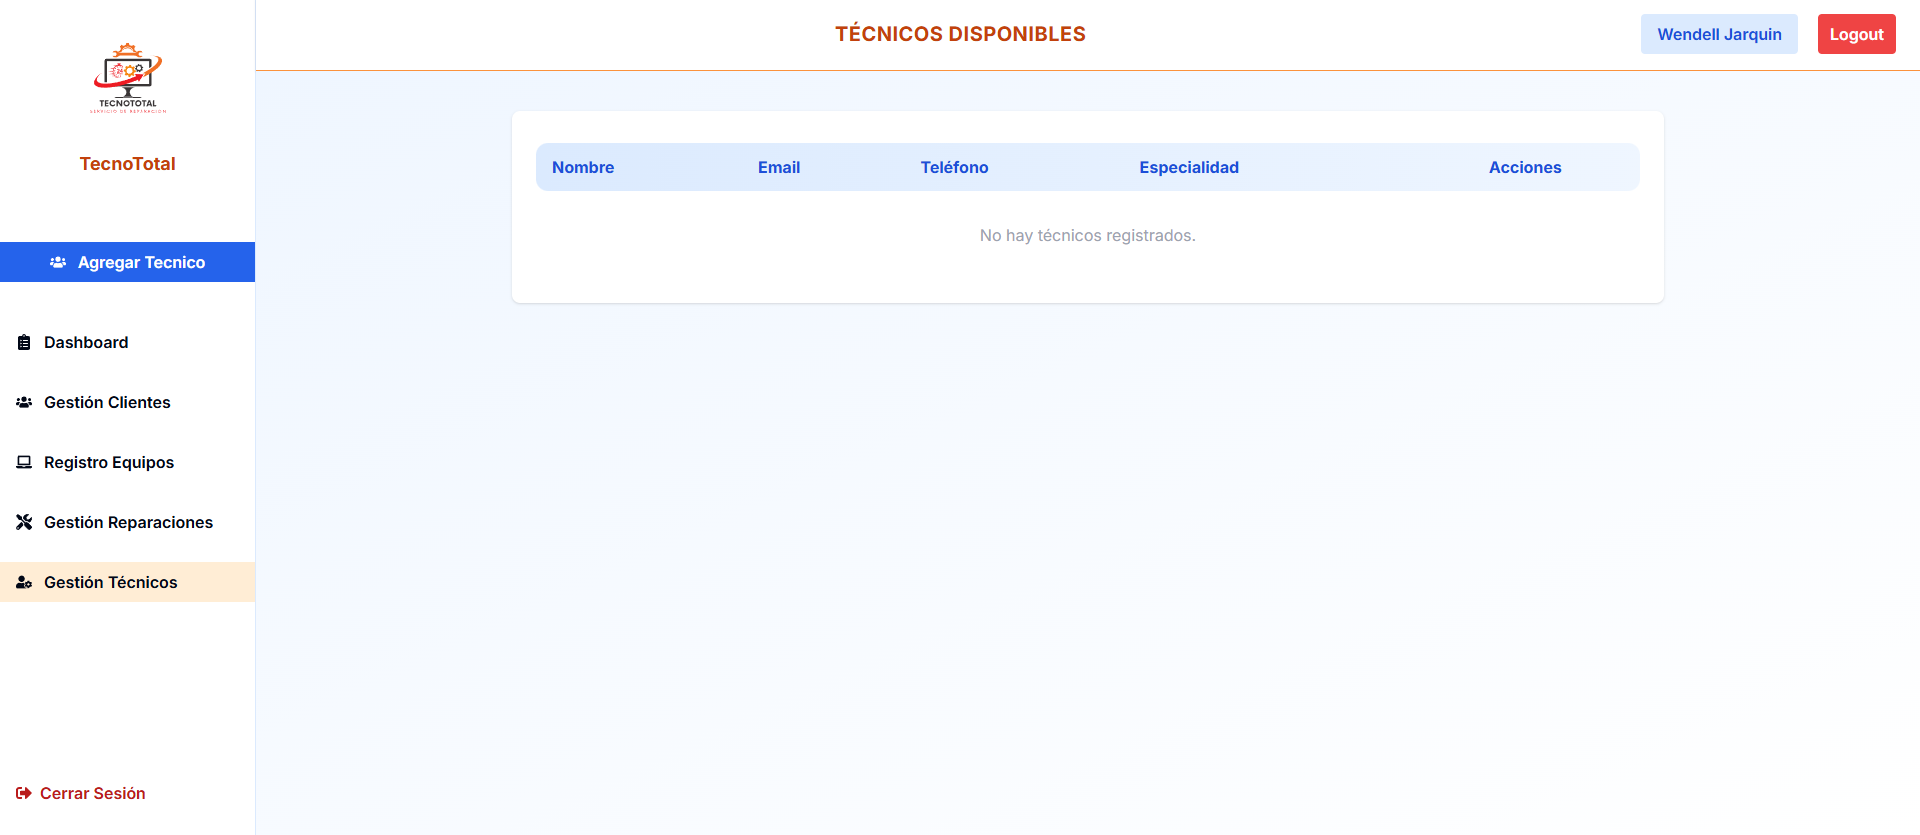 TECNOTOTAL
SERVICIO DE REPARACION
TecnoTotal
Agregar Tecnico
Dashboard
Gestión Clientes
Registro Equipos
Gestión Reparaciones
Gestión Técnicos
Cerrar Sesión
TÉCNICOS DISPONIBLES
Wendell Jarquin
Logout
Nombre Email Teléfono Especialidad Acciones
No hay técnicos registrados.